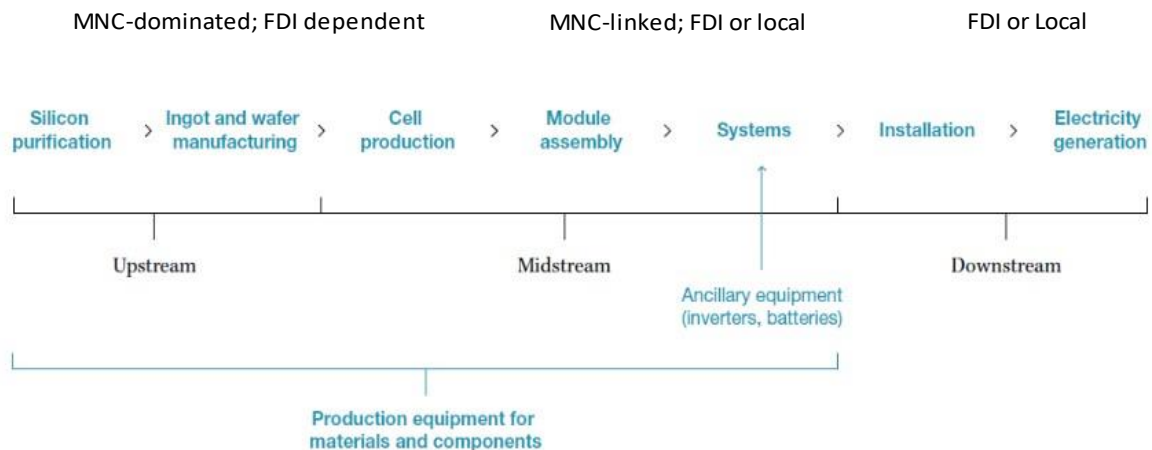 MNC-dominated; FDI dependent
MNC-linked; FDI or local
FDI or Local
Silicon
purification
>
Ingot and wafer
manufacturing
>
Cell
production
>
Module
assembly
>
Systems
>
Installation
>
Electricity
generation
Upstream
Midstream
Downstream
Ancillary equipment
(inverters, batteries)
Production equipment for
materials and components